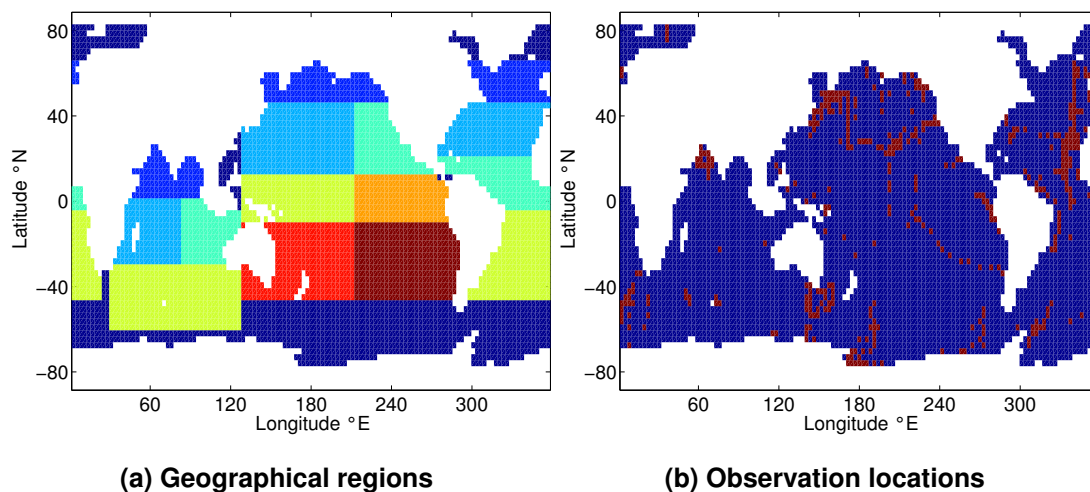 80
40
0
−40
−80
Latitude °N
60 120 180 240 300
Longitude °E
(a) Geographical regions
80
40
0
−40
−80
Latitude °N
60 120 180 240 300
Longitude °E
(b) Observation locations